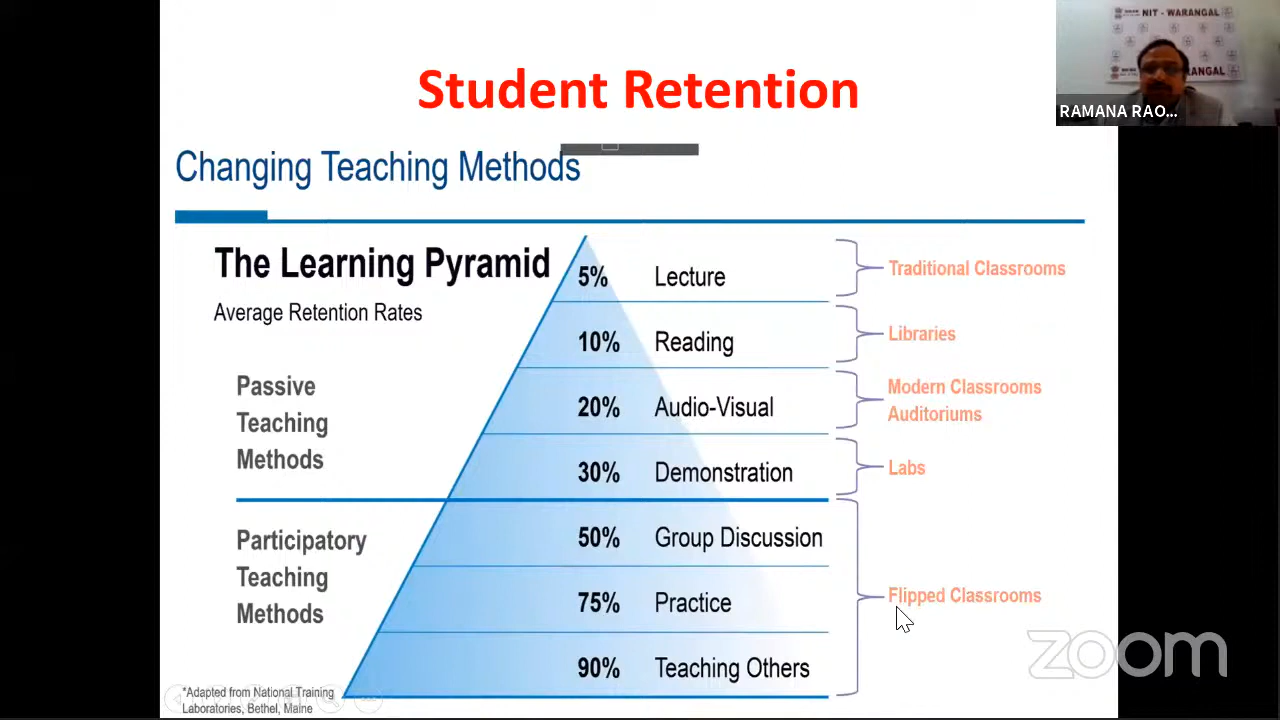 Student Retention
NIT - WARANGAL
WARANGAL
RAMANA RAO...
Changing Teaching Methods
The Learning Pyramid
Average Retention Rates
5% Lecture
Traditional Classrooms
10% Reading
Libraries
Passive
Teaching
Methods
20% Audio-Visual
Modern Classrooms
Auditoriums
30% Demonstration
Labs
Participatory
Teaching
Methods
50% Group Discussion
75% Practice
90% Teaching Others
Flipped Classrooms
*Adapted from National Training
Laboratories, Bethel, Maine
zoom